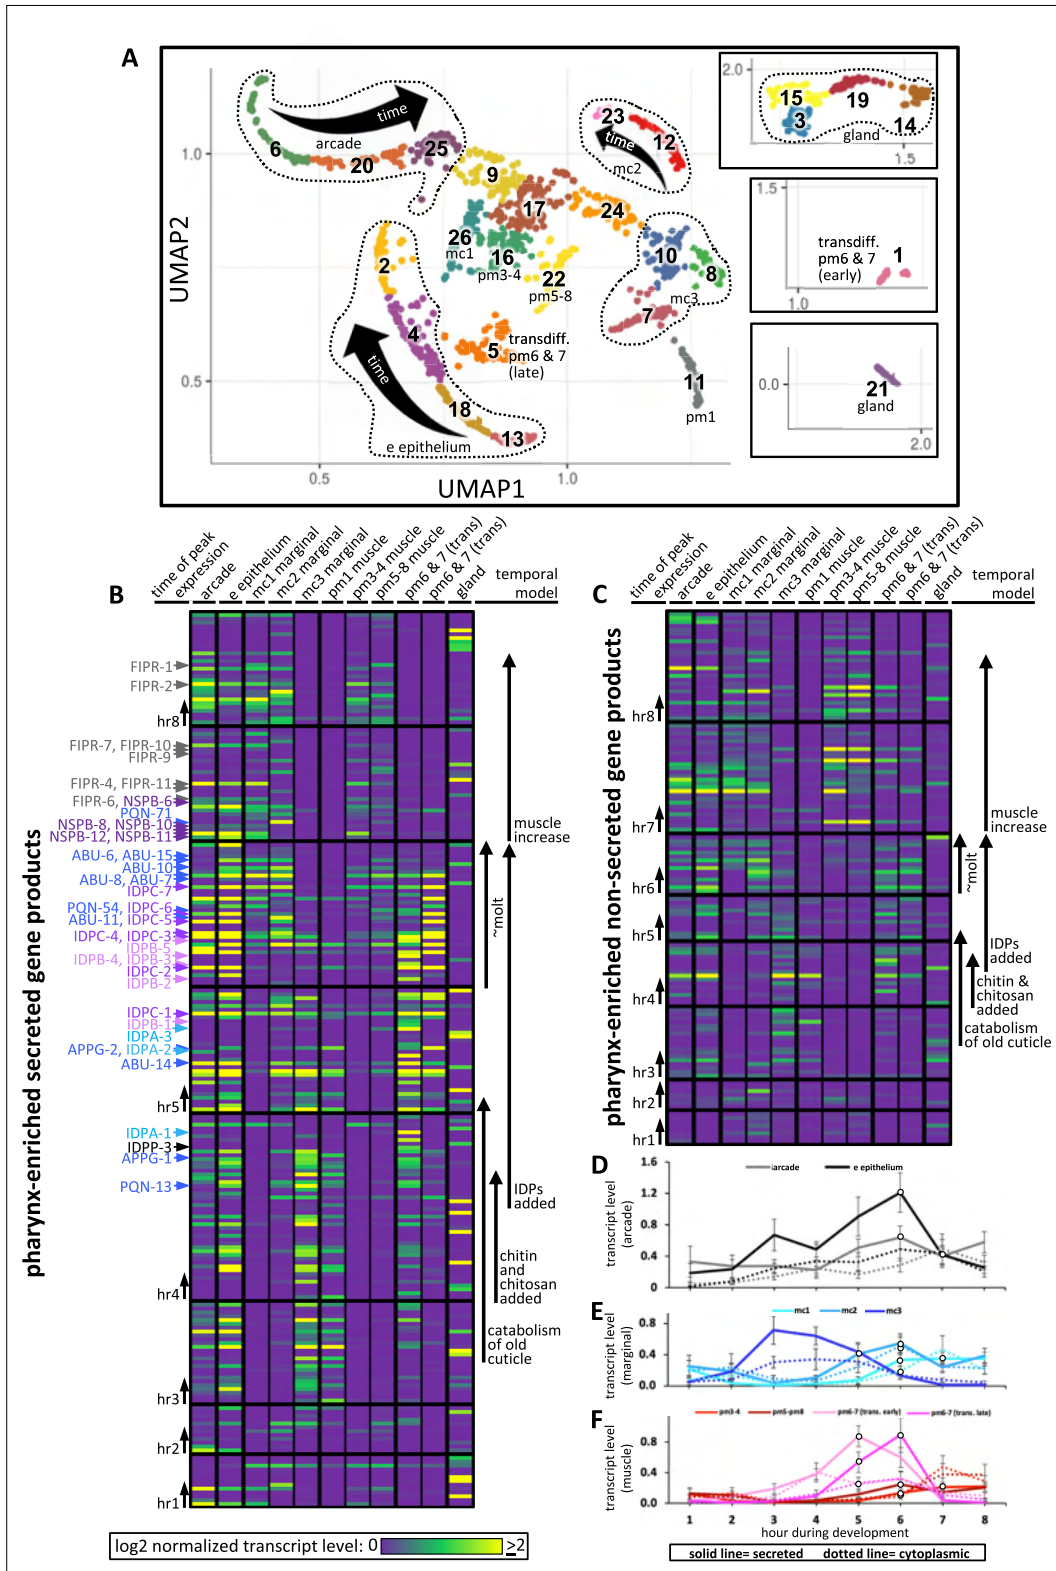 A
time
arcade
6
20
25
9
17
24
26
mc1
16
pm3-4
22
pm5-8
23
12
time
mc2
10
8
mc3
7
11
pm1
2
4
5
transdiff.
pm6 & 7
(late)
18
13
time
e epithelium
1.0
0.5
UMAP2
0.5
1.0
UMAP1
2.0
15
19
3
14
gland
1.5
1.5
transdiff.
pm6 & 7
(early)
1
1.0
0.0
21
gland
2.0
B
time of peak
expression
arcade
e epithelium
mc1 marginal
mc2 marginal
mc3 marginal
pm1 muscle
pm3-4 muscle
pm5-8 muscle
pm6 & 7 (trans)
pm6 & 7 (trans)
gland
temporal
model
pharynx-enriched secreted gene products
FIPR-1
FIPR-2
hr8
FIPR-7, FIPR-10
FIPR-9
FIPR-4, FIPR-11
FIPR-6, NSPB-6
PQN-71
NSPB-8, NSPB-10
NSPB-12, NSPB-11
ABU-6, ABU-15
ABU-10
ABU-8, ABU-7
IDPC-7
PQN-54, IDPC-6
ABU-11, IDPC-5
IDPC-4, IDPC-3
IDPB-5
IDPB-4, IDPB-3
IDPC-2
IDPB-2
IDPC-1
IDPB-1
IDPA-3
APPG-2, IDPA-2
ABU-14
hr5
IDPA-1
IDPP-3
APPG-1
PQN-13
hr4
hr3
hr2
hr1
muscle
increase
~molt
IDPs
added
chitin
and
chitosan
added
catabolism
of old
cuticle
log2 normalized transcript level: 0
≥2
C
time of peak
expression
arcade
e epithelium
mc1 marginal
mc2 marginal
mc3 marginal
pm1 muscle
pm3-4 muscle
pm5-8 muscle
pm6 & 7 (trans)
pm6 & 7 (trans)
gland
temporal
model
pharynx-enriched non-secreted gene products
hr8
hr7
hr6
hr5
hr4
hr3
hr2
hr1
muscle
increase
~molt
IDPs
added
chitin &
chitosan
added
catabolism
of old cuticle
D
arcade
e epithelium
transcript level
(arcade)
1.6
1.2
0.8
0.4
0
E
mc1
mc2
mc3
transcript level
(marginal)
0.8
0.4
0.0
F
pm3-4
pm5-pm8
pm6-7 (trans. early)
pm6-7 (trans. late)
transcript level
(muscle)
0.8
0.4
0.0
1 2 3 4 5 6 7 8
hour during development
solid line= secreted dotted line= cytoplasmic